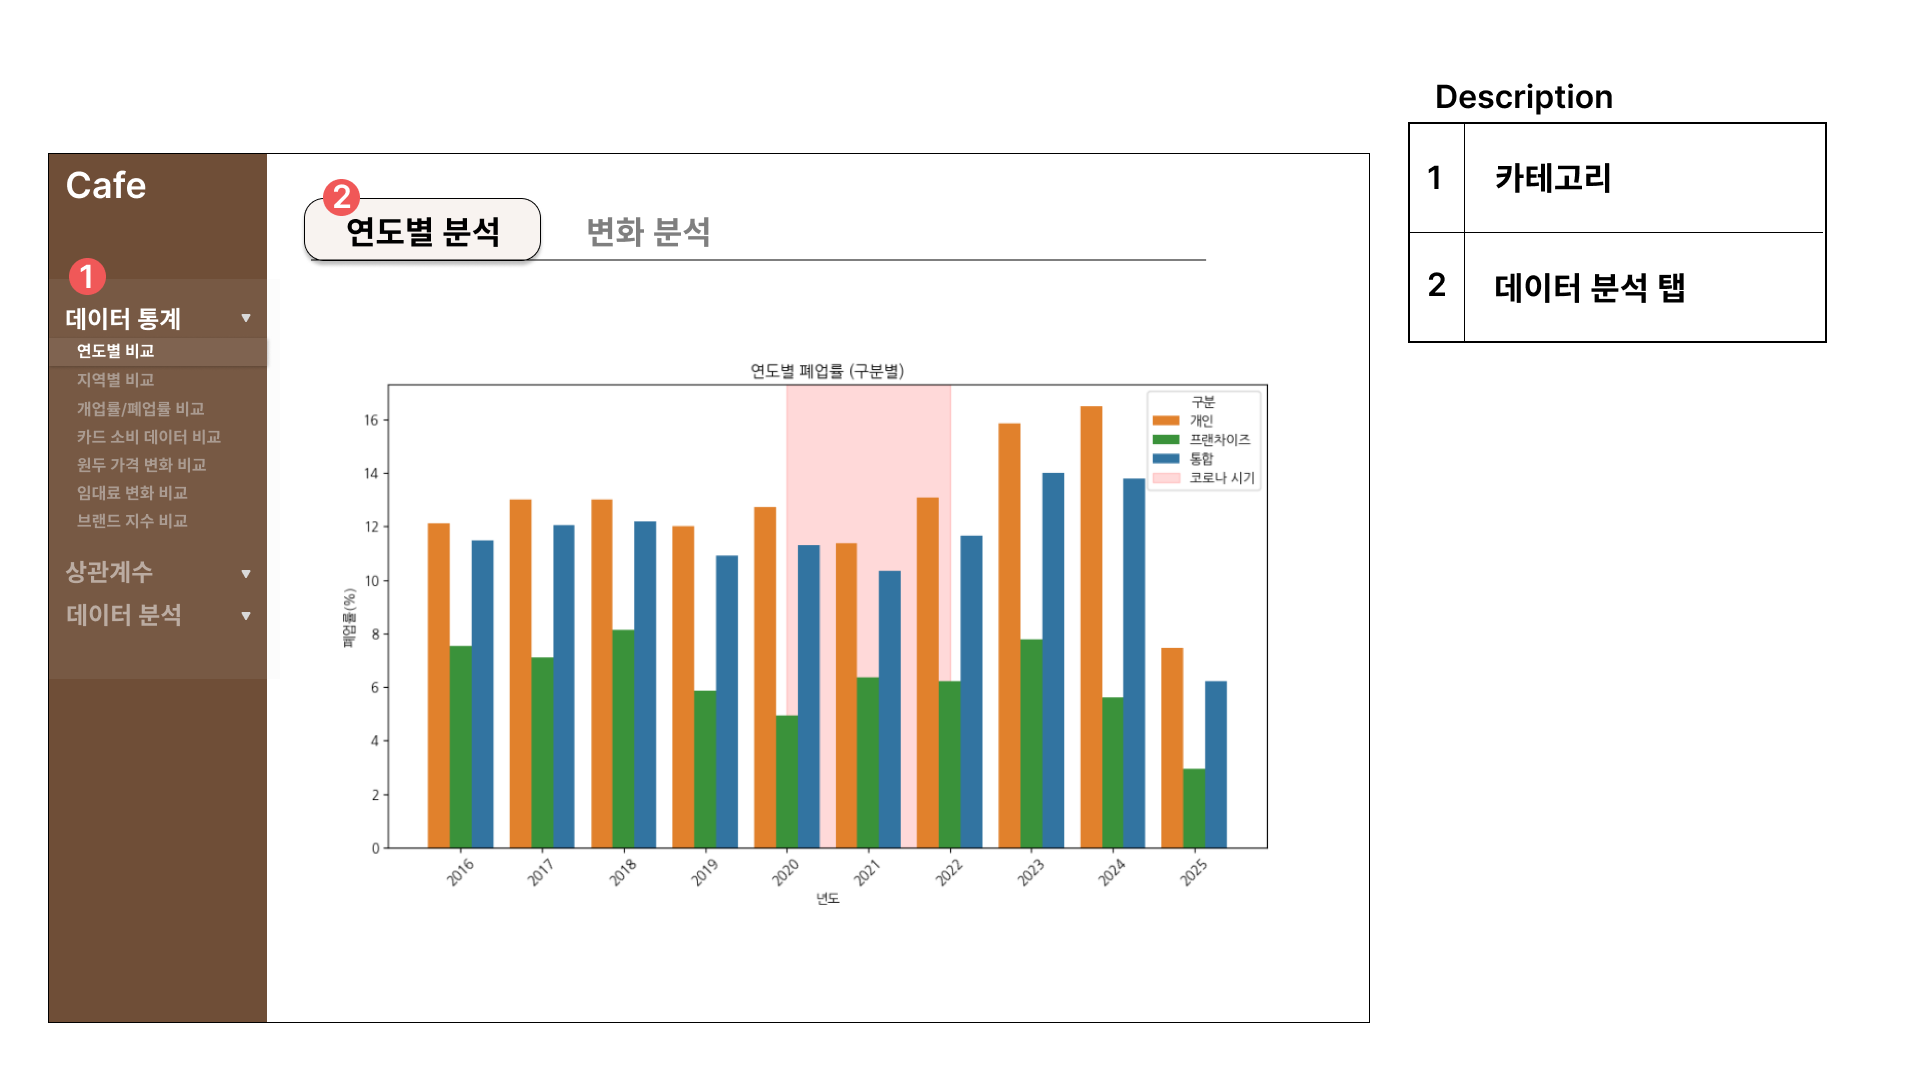 Description
1 카테고리
2 데이터 분석 탭
Cafe
1
데이터 통계 ▼
연도별 비교
지역별 비교
개업률/폐업률 비교
카드 소비 데이터 비교
원두 가격 변화 비교
임대료 변화 비교
브랜드 지수 비교
상관계수 ▼
데이터 분석 ▼
2
연도별 분석 변화 분석
연도별 폐업률 (구분별)
구분
개인
프랜차이즈
통합
코로나 시기
폐업률(%)
16
14
12
10
8
6
4
2
0
2016 2017 2018 2019 2020 2021 2022 2023 2024 2025
년도